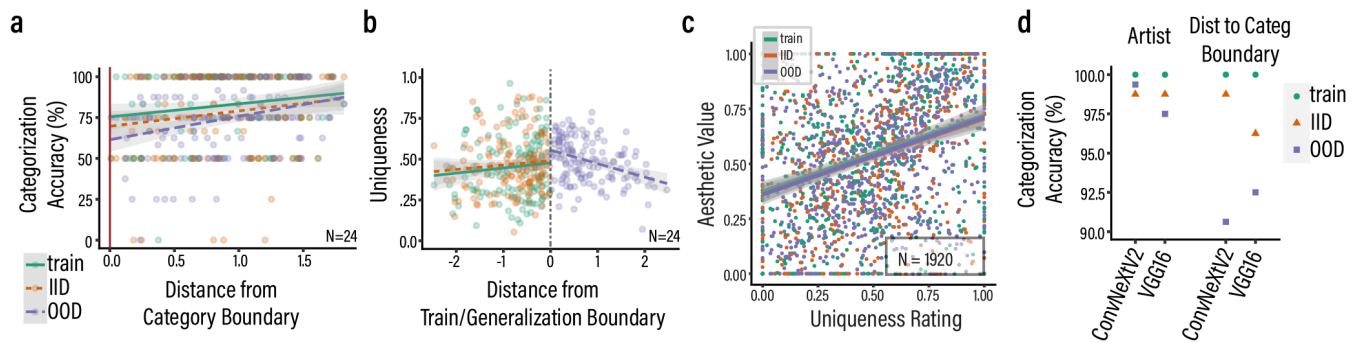 a
Categorization
Accuracy (%)
100
75
50
25
0
N=24
0.0
0.5
1.0
1.5
Distance from
Category Boundary
train
IID
OOD
b
Uniqueness
1.0
.75
.50
.25
0.0
N=24
-2
-1
0
1
2
Distance from
Train/Generalization Boundary
c
train
IID
OOD
Aesthetic Value
1.00
0.75
0.50
0.25
0.00
N = 1920
0.00
0.25
0.50
0.75
1.00
Uniqueness Rating
d
Artist
Dist to Categ
Boundary
Categorization
Accuracy (%)
100.0
97.5
95.0
92.5
90.0
ConvNeXtV2
VGG16
ConvNeXtV2
VGG16
train
IID
OOD